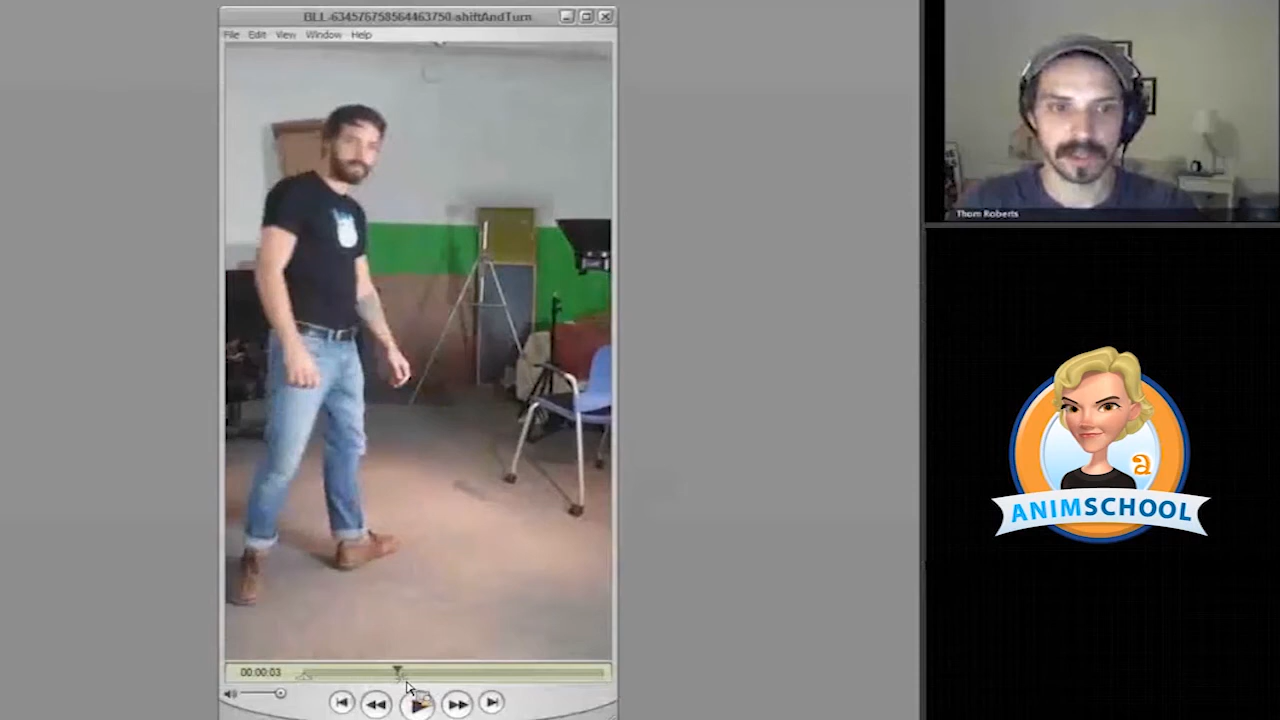 BLL-634576758564463750-shiftAndTurn
File Edit View Window Help
00:00:03
Thom Roberts
a
ANIMSCHOOL